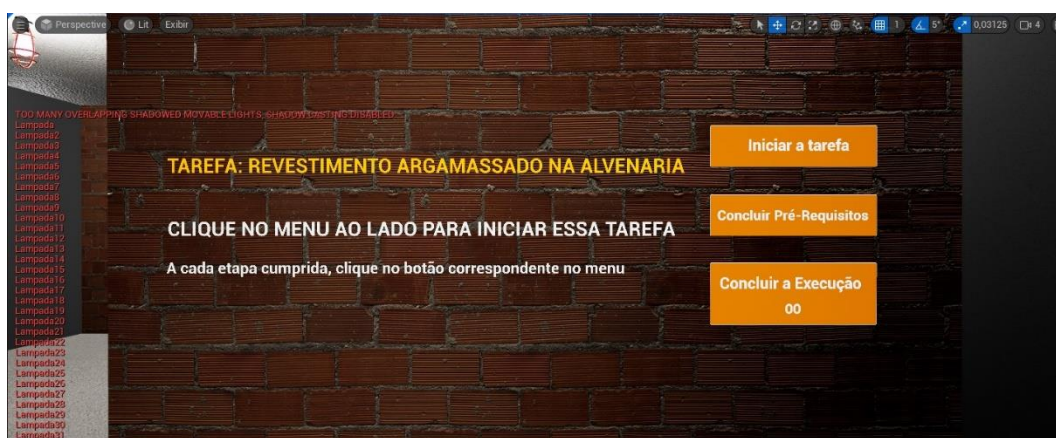 Perspective Lit Exibir 1 5° 0,03125 4
TOO MANY OVERLAPPING SHADOWED MOVABLE LIGHTS, SHADOW CASTING DISABLED:
Lampada
Lampada2
Lampada3
Lampada4
Lampada5
Lampada6
Lampada7
Lampada8
Lampada9
Lampada10
Lampada11
Lampada12
Lampada13
Lampada14
Lampada15
Lampada16
Lampada17
Lampada18
Lampada19
Lampada20
Lampada21
Lampada22
Lampada23
Lampada24
Lampada25
Lampada26
Lampada27
Lampada28
Lampada29
Lampada30
Lampada31
TAREFA: REVESTIMENTO ARGAMASSADO NA ALVENARIA
CLIQUE NO MENU AO LADO PARA INICIAR ESSA TAREFA
A cada etapa cumprida, clique no botão correspondente no menu
Iniciar a tarefa
Concluir Pré-Requisitos
Concluir a Execução
00